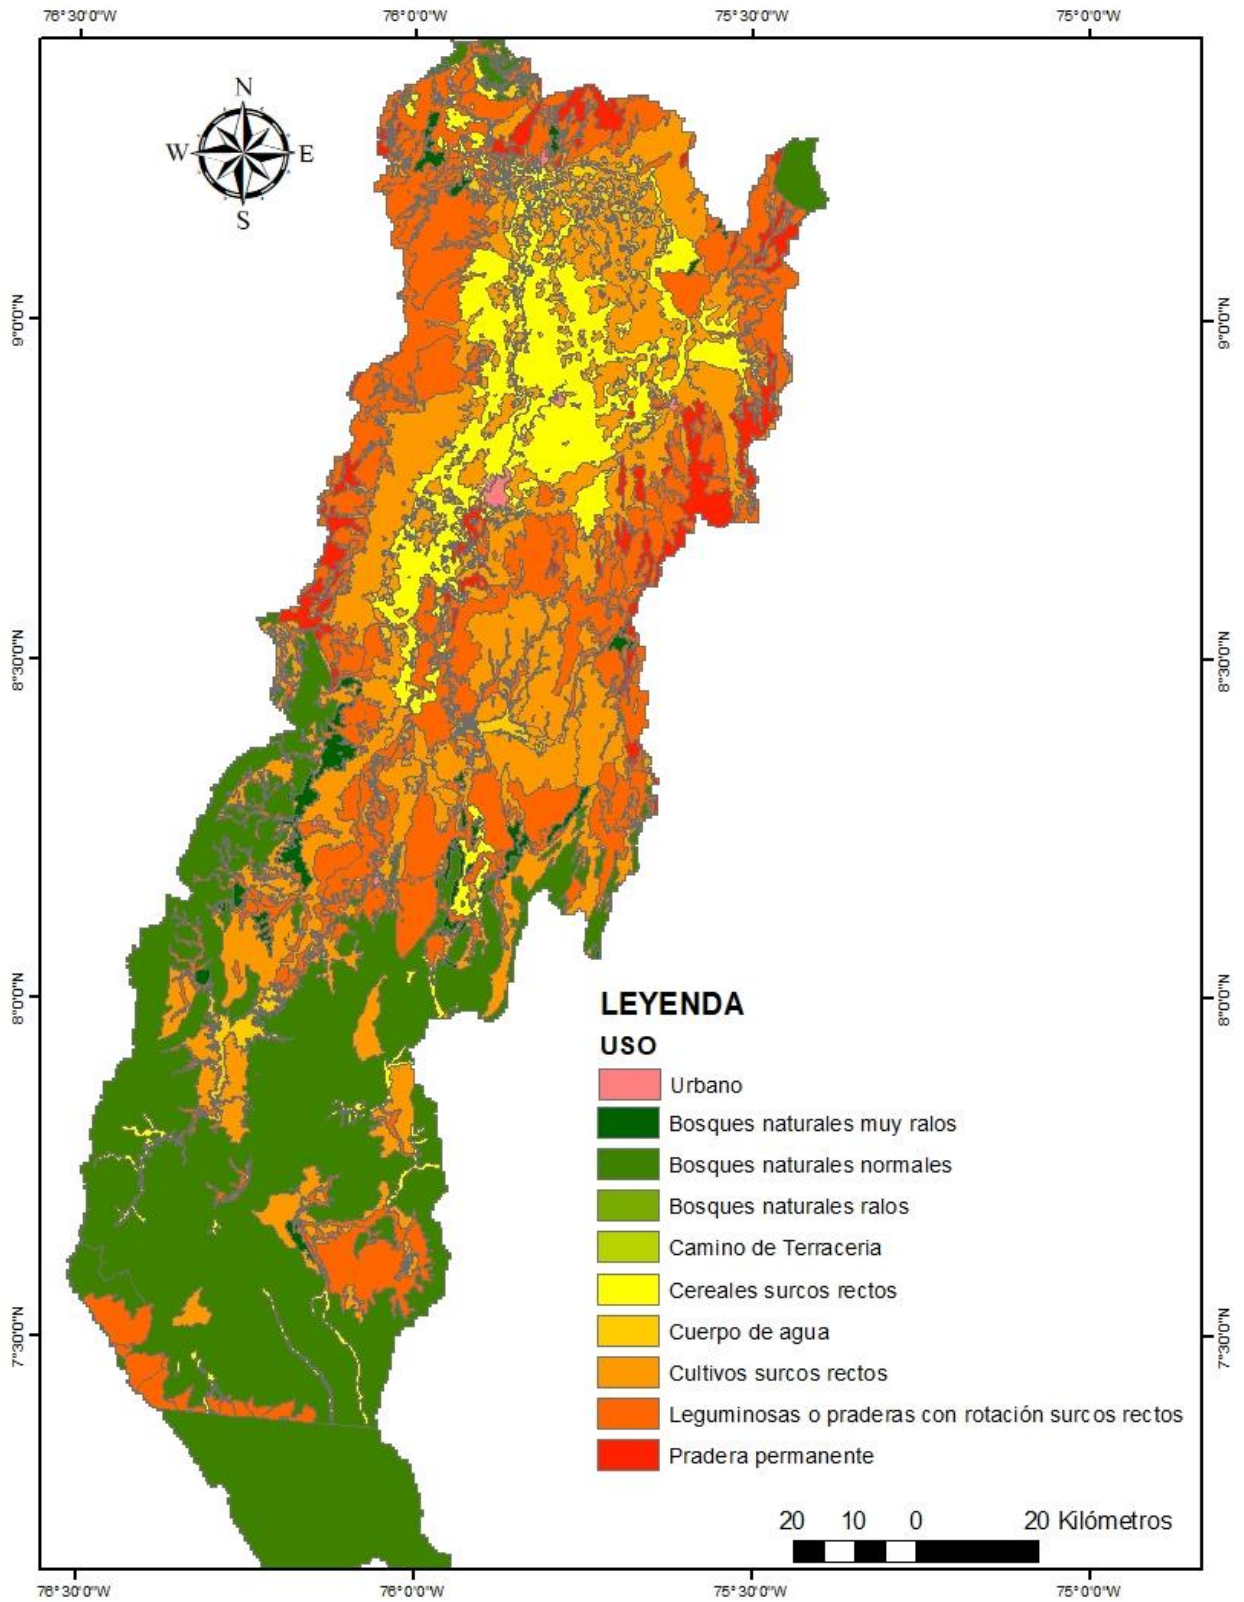 76°30'0"W 76°0'0"W 75°30'0"W 75°0'0"W
N
W E
S
9°0'0"N 9°0'0"N
8°30'0"N 8°30'0"N
8°0'0"N 8°0'0"N
LEYENDA
USO
Urbano
Bosques naturales muy ralos
Bosques naturales normales
Bosques naturales ralos
Camino de Terraceria
Cereales surcos rectos
Cuerpo de agua
7°30'0"N 7°30'0"N
Cultivos surcos rectos
Leguminosas o praderas con rotación surcos rectos
Pradera permanente
20 10 0 20 Kilómetros
76°30'0"W 76°0'0"W 75°30'0"W 75°0'0"W